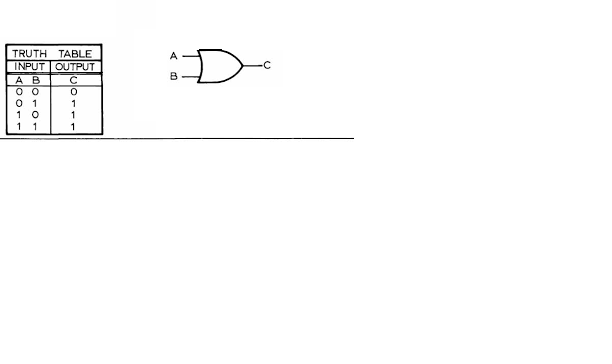 TRUTH TABLE
INPUT OUTPUT
A B C
0 0 0
0 1 1
1 0 1
1 1 1
A
B
C